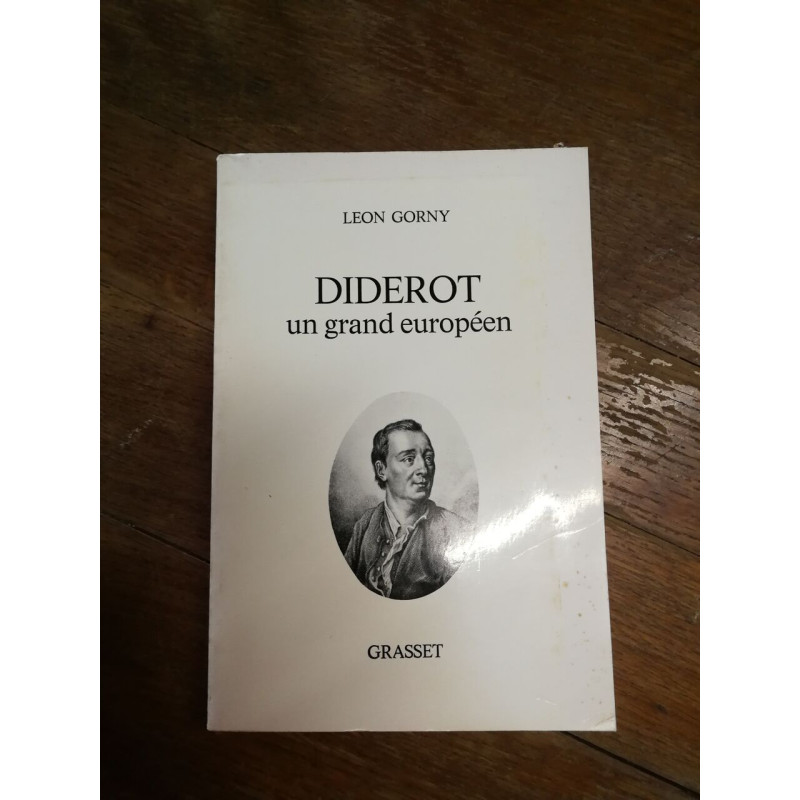 LEON GORNY
DIDEROT
un grand européen
GRASSET